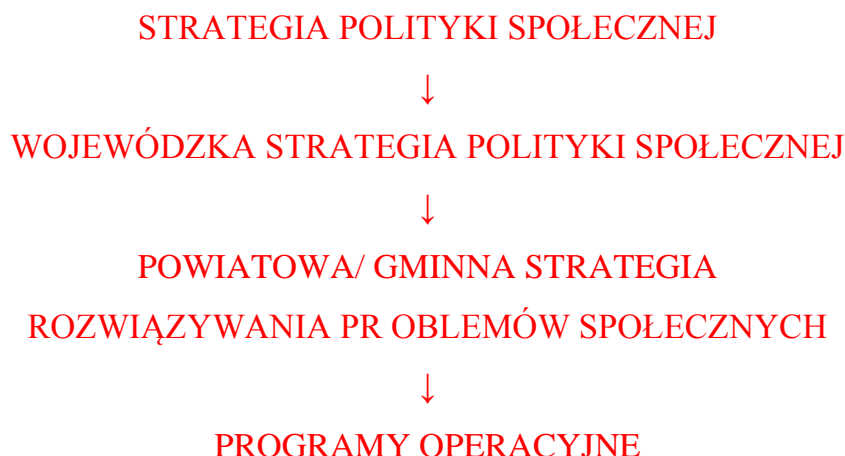 STRATEGIA POLITYKI SPOŁECZNEJ
↓
WOJEWÓDZKA STRATEGIA POLITYKI SPOŁECZNEJ
↓
POWIATOWA/ GMINNA STRATEGIA
ROZWIĄZYWANIA PR OBLEMÓW SPOŁECZNYCH
↓
PROGRAMY OPERACYJNE